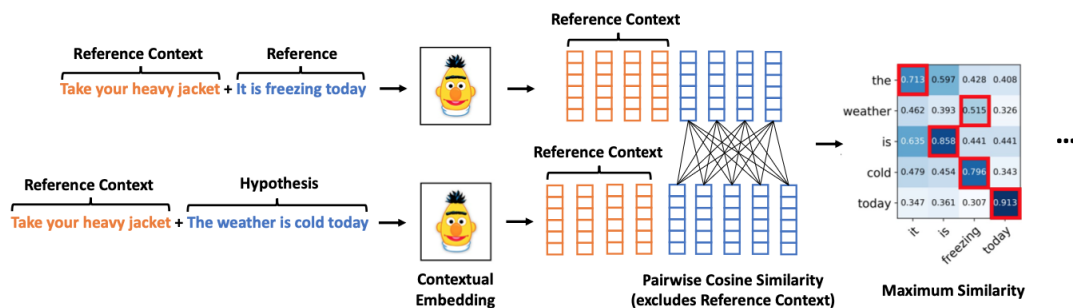 Reference Context Reference
Take your heavy jacket + It is freezing today
Reference Context
Reference Context Hypothesis
Take your heavy jacket + The weather is cold today
Reference Context
Contextual
Embedding
Pairwise Cosine Similarity
(excludes Reference Context)
the 0.713 0.597 0.428 0.408
weather 0.462 0.393 0.515 0.326
is 0.635 0.858 0.441 0.441
cold 0.479 0.454 0.796 0.343
today 0.347 0.361 0.307 0.913
it is freezing today
Maximum Similarity
...